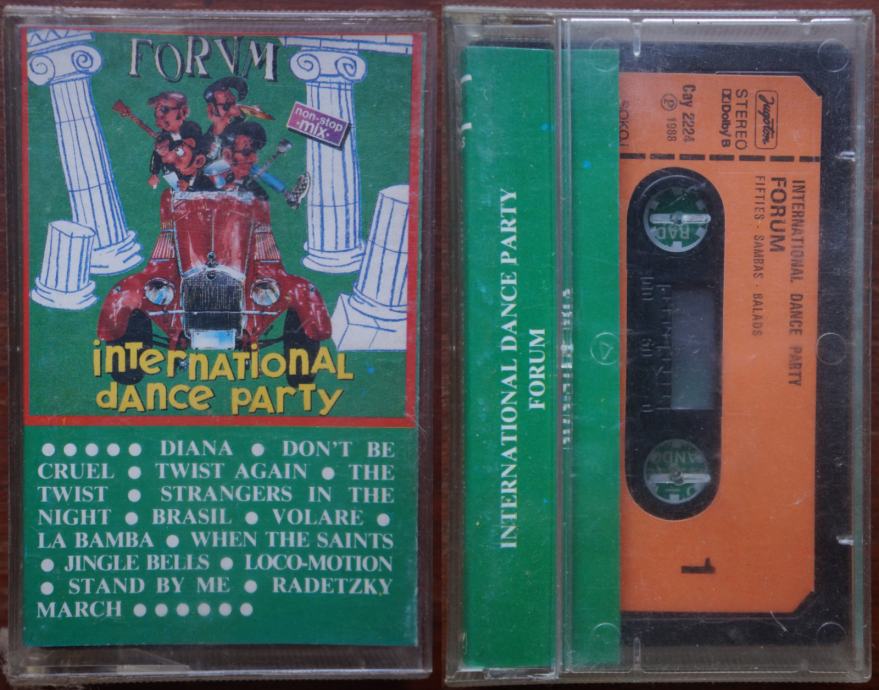 FORVM
non-stop
·mix·
INTERNATIONAL
DANCE PARTY
● ● ● ● ● DIANA ● DON'T BE
CRUEL ● TWIST AGAIN ● THE
TWIST ● STRANGERS IN THE
NIGHT ● BRASIL ● VOLARE ●
LA BAMBA ● WHEN THE SAINTS
● JINGLE BELLS ● LOCO-MOTION
● STAND BY ME ● RADETZKY
MARCH ● ● ● ● ● ●
INTERNATIONAL DANCE PARTY
FORUM
Jugoton
STEREO
Dolby B
Cay 2224
Ⓟ 1988
SOKOJ
INTERNATIONAL DANCE PARTY
FORUM
FIFTIES · SAMBAS · BALADS
1